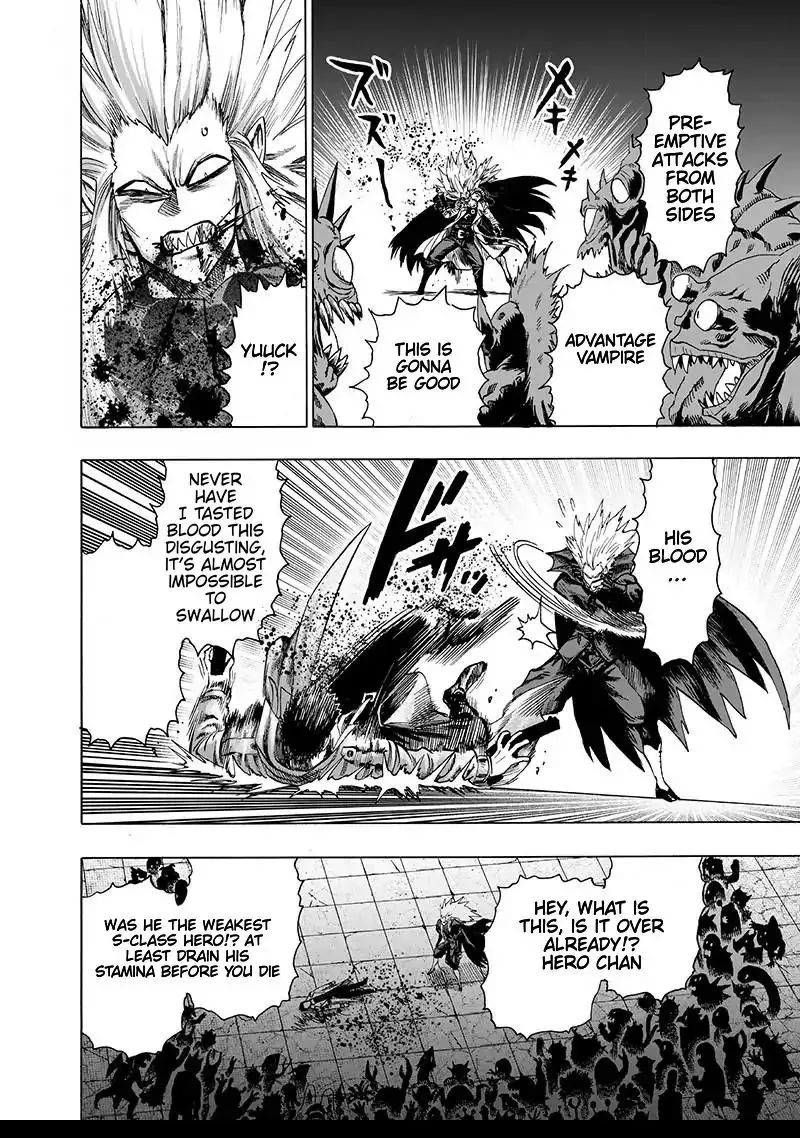 PRE-
EMPTIVE
ATTACKS
FROM
BOTH
SIDES
メキ
メキ
ズズー
ADVANTAGE
VAMPIRE
THIS IS
GONNA
BE GOOD
YUUCK
!?
HIS
BLOOD
...
ドッ
NEVER
HAVE
I TASTED
BLOOD THIS
DISGUSTING,
IT'S ALMOST
IMPOSSIBLE
TO
SWALLOW
HEY, WHAT IS
THIS, IS IT OVER
ALREADY!?
HERO CHAN
WAS HE THE WEAKEST
S-CLASS HERO!? AT
LEAST DRAIN HIS
STAMINA BEFORE YOU DIE